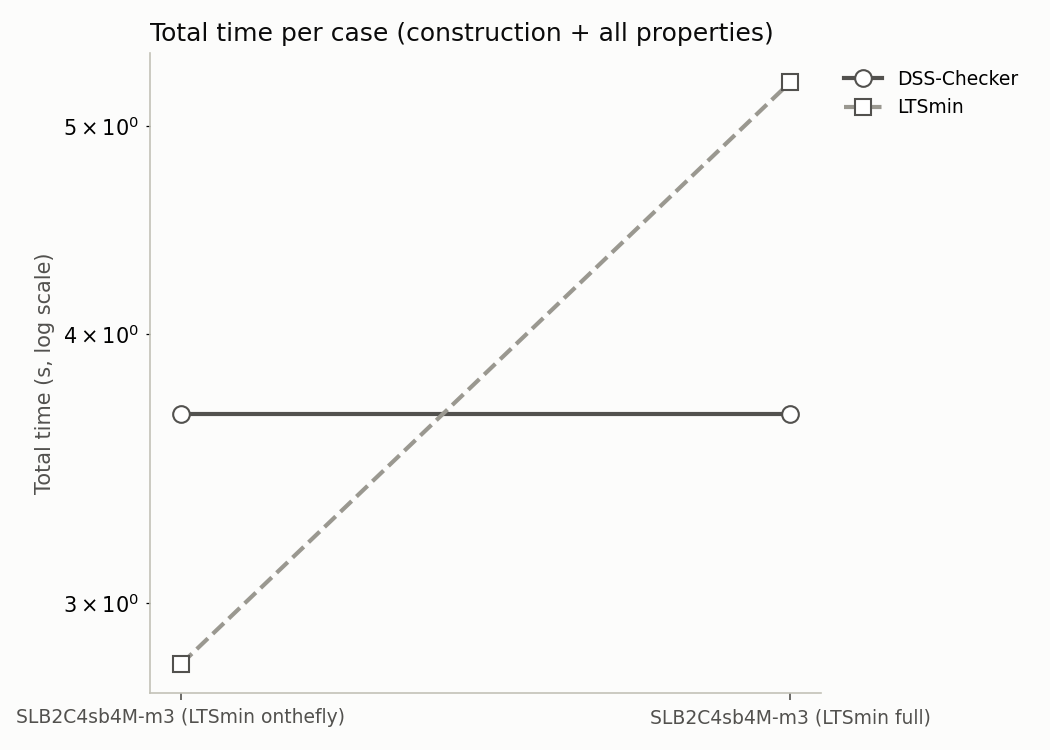 Total time per case (construction + all properties)
DSS-Checker
LTSmin
5 × 10⁰
4 × 10⁰
3 × 10⁰
Total time (s, log scale)
SLB2C4sb4M-m3 (LTSmin onthefly)
SLB2C4sb4M-m3 (LTSmin full)